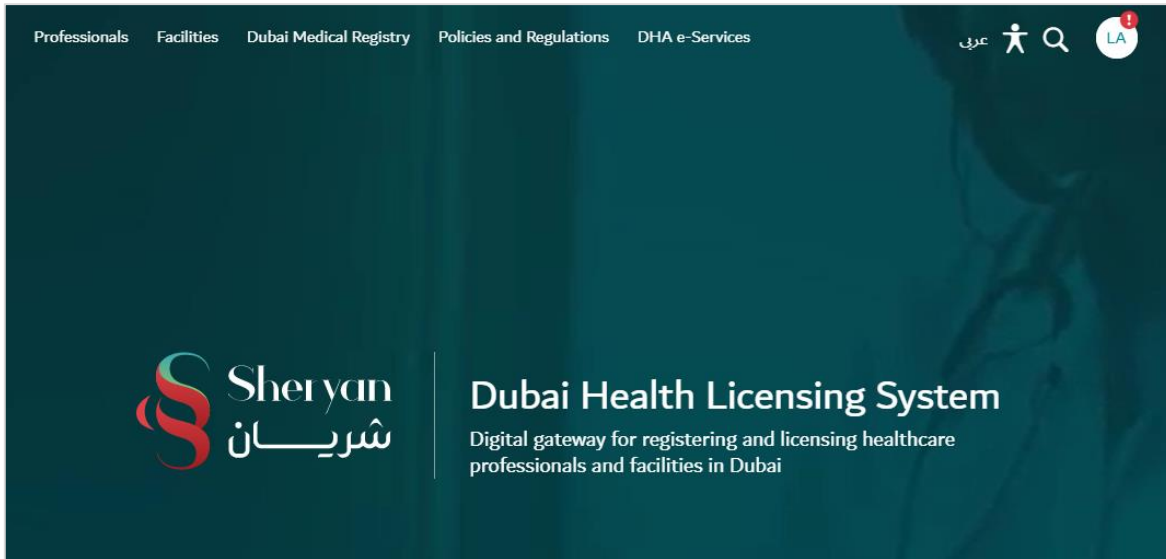 Professionals Facilities Dubai Medical Registry Policies and Regulations DHA e-Services عربي LA
Sheryan
شريان
Dubai Health Licensing System
Digital gateway for registering and licensing healthcare
professionals and facilities in Dubai